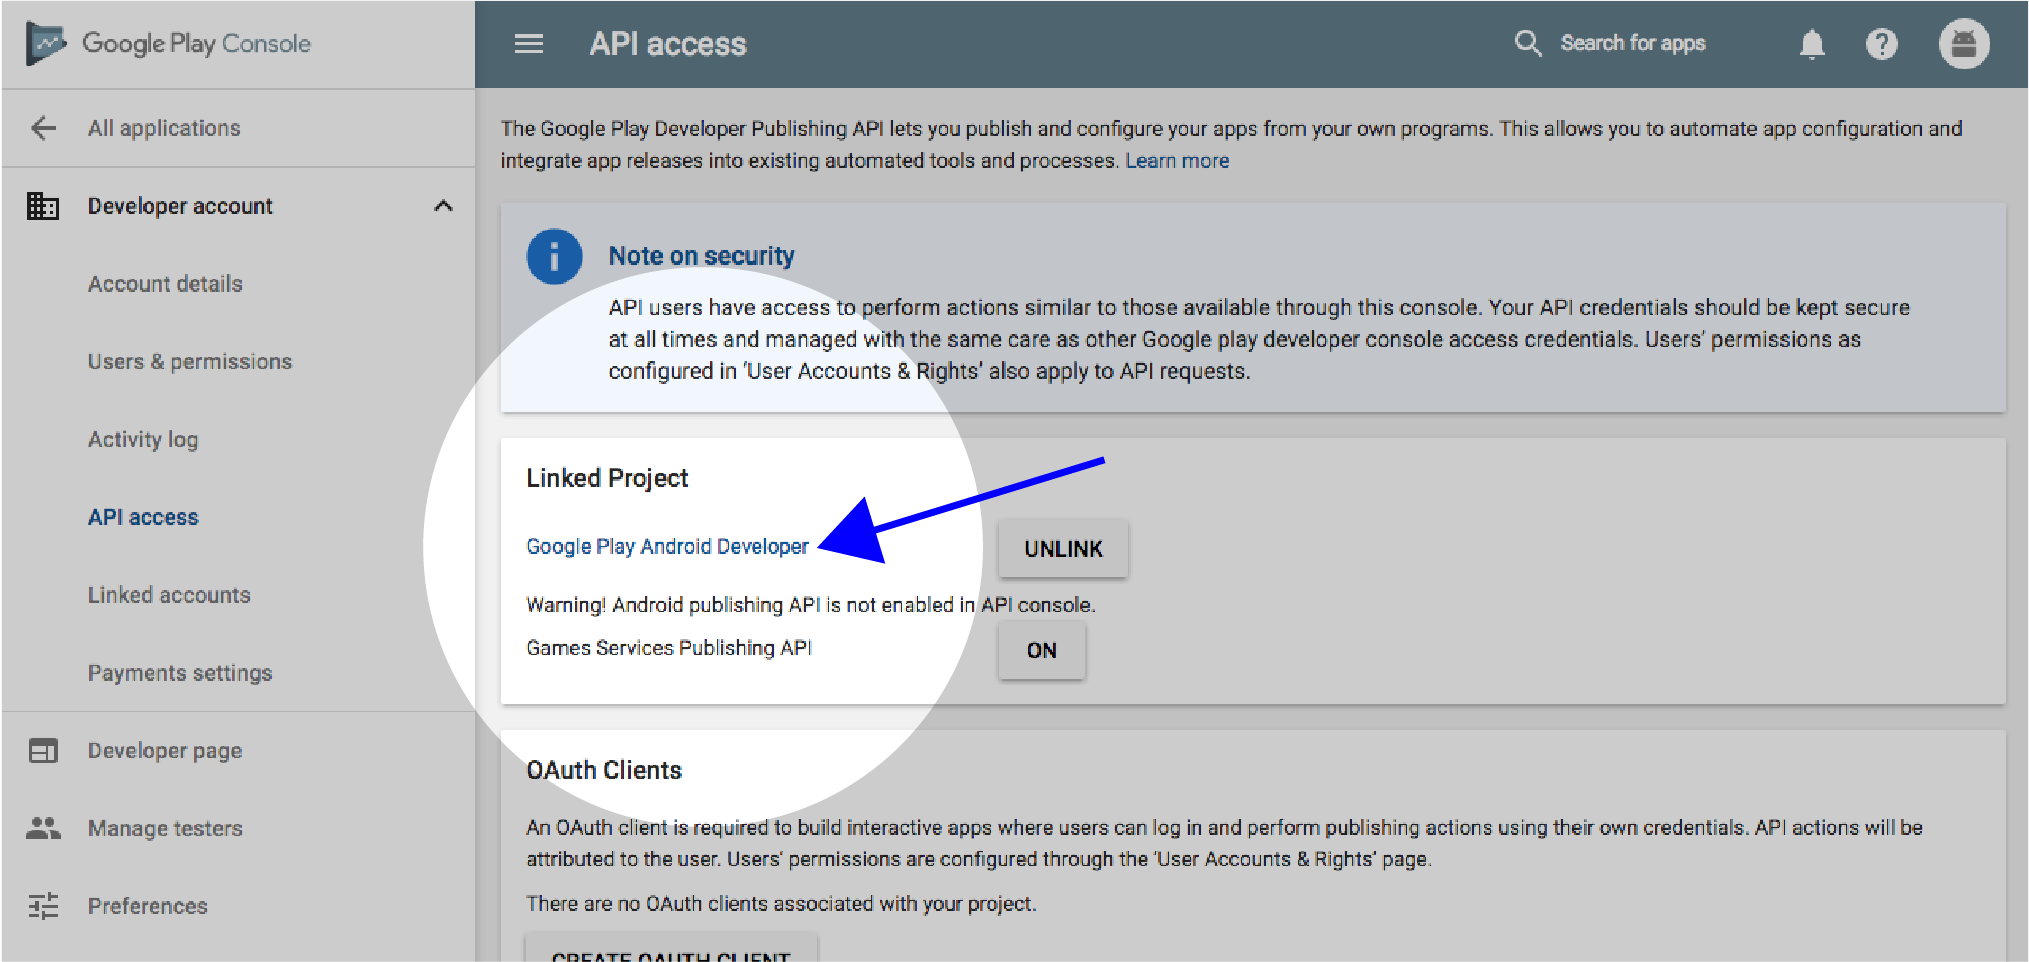 Google Play Console
API access
Search for apps
All applications
Developer account
Account details
Users & permissions
Activity log
API access
Linked accounts
Payments settings
Developer page
Manage testers
Preferences
The Google Play Developer Publishing API lets you publish and configure your apps from your own programs. This allows you to automate app configuration and
integrate app releases into existing automated tools and processes. Learn more
Note on security
API users have access to perform actions similar to those available through this console. Your API credentials should be kept secure
at all times and managed with the same care as other Google play developer console access credentials. Users’ permissions as
configured in ‘User Accounts & Rights’ also apply to API requests.
Linked Project
Google Play Android Developer
UNLINK
Warning! Android publishing API is not enabled in API console.
Games Services Publishing API
ON
OAuth Clients
An OAuth client is required to build interactive apps where users can log in and perform publishing actions using their own credentials. API actions will be
attributed to the user. Users’ permissions are configured through the ‘User Accounts & Rights’ page.
There are no OAuth clients associated with your project.
CREATE OAUTH CLIENT